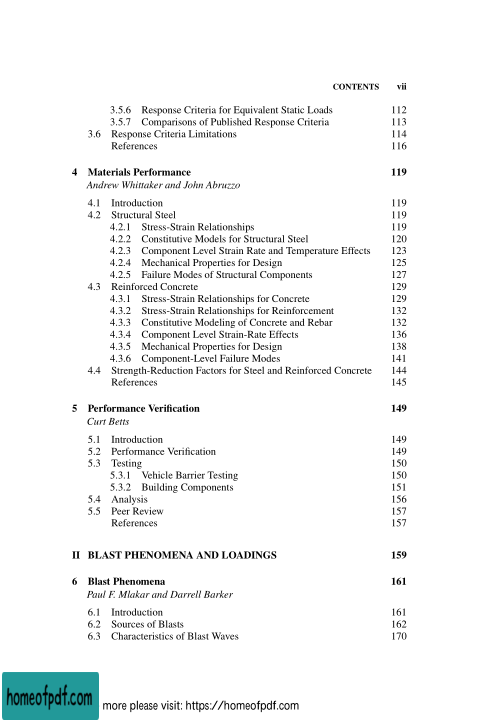 CONTENTS vii
3.5.6 Response Criteria for Equivalent Static Loads 112
3.5.7 Comparisons of Published Response Criteria 113
3.6 Response Criteria Limitations 114
References 116
4 Materials Performance 119
Andrew Whittaker and John Abruzzo
4.1 Introduction 119
4.2 Structural Steel 119
4.2.1 Stress-Strain Relationships 119
4.2.2 Constitutive Models for Structural Steel 120
4.2.3 Component Level Strain Rate and Temperature Effects 123
4.2.4 Mechanical Properties for Design 125
4.2.5 Failure Modes of Structural Components 127
4.3 Reinforced Concrete 129
4.3.1 Stress-Strain Relationships for Concrete 129
4.3.2 Stress-Strain Relationships for Reinforcement 132
4.3.3 Constitutive Modeling of Concrete and Rebar 132
4.3.4 Component Level Strain-Rate Effects 136
4.3.5 Mechanical Properties for Design 138
4.3.6 Component-Level Failure Modes 141
4.4 Strength-Reduction Factors for Steel and Reinforced Concrete 144
References 145
5 Performance Verification 149
Curt Betts
5.1 Introduction 149
5.2 Performance Verification 149
5.3 Testing 150
5.3.1 Vehicle Barrier Testing 150
5.3.2 Building Components 151
5.4 Analysis 156
5.5 Peer Review 157
References 157
II BLAST PHENOMENA AND LOADINGS 159
6 Blast Phenomena 161
Paul F. Mlakar and Darrell Barker
6.1 Introduction 161
6.2 Sources of Blasts 162
6.3 Characteristics of Blast Waves 170
homeofpdf.com more please visit: https://homeofpdf.com